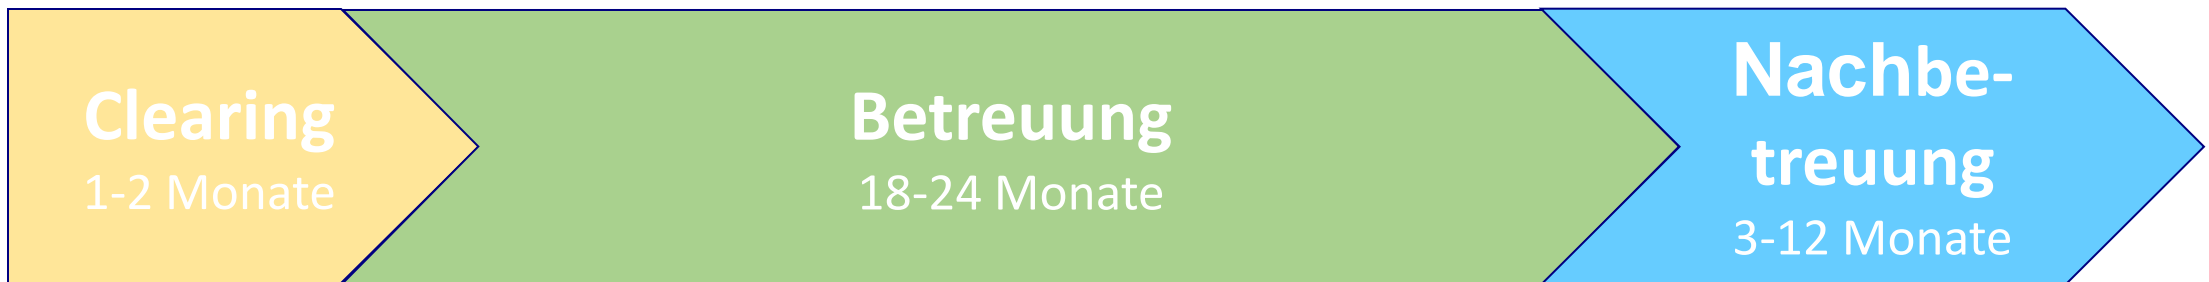 Clearing
1-2 Monate
Betreuung
18-24 Monate
Nachbe-
treuung
3-12 Monate